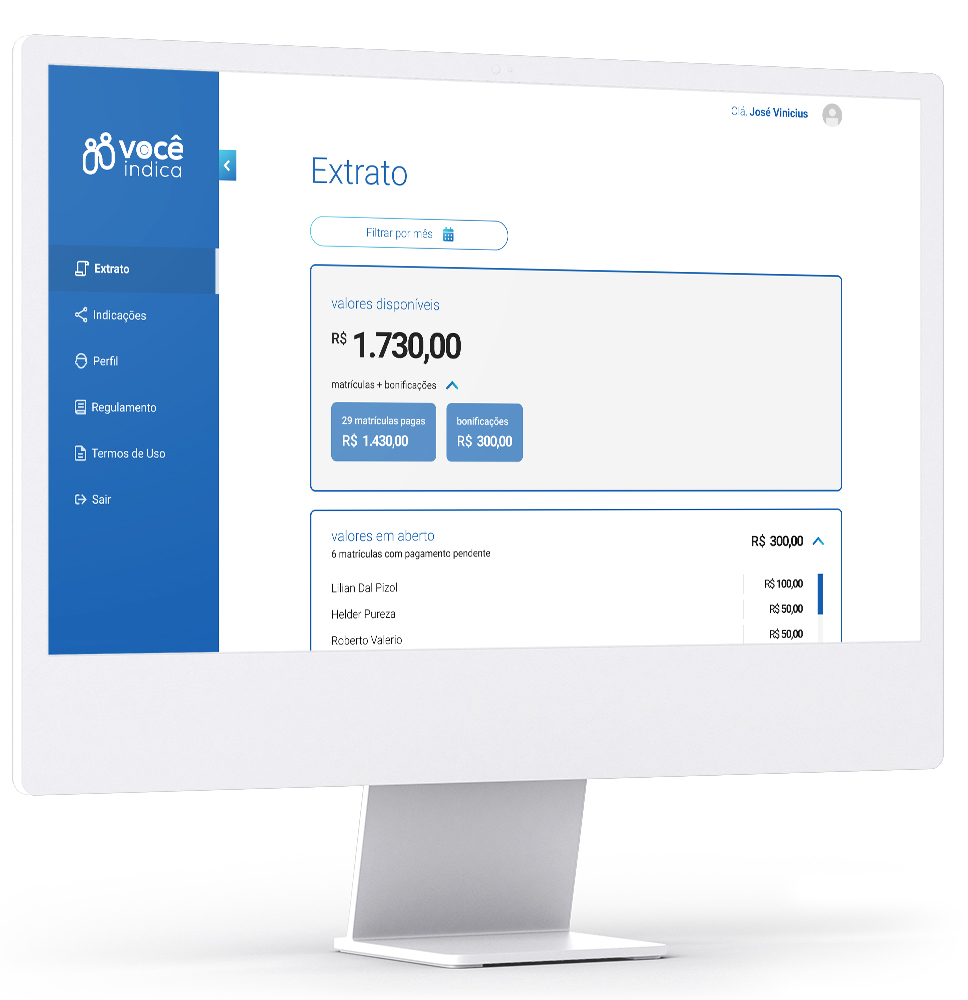 você
indica
Olá, José Vinicius
Extrato
Indicações
Perfil
Regulamento
Termos de Uso
Sair
Extrato
Filtrar por mês
valores disponíveis
R$ 1.730,00
matrículas + bonificações
29 matrículas pagas
R$ 1.430,00
bonificações
R$ 300,00
valores em aberto
R$ 300,00
6 matrículas com pagamento pendente
Lilian Dal Pizol
R$ 100,00
Helder Pureza
R$ 50,00
Roberto Valerio
R$ 50,00